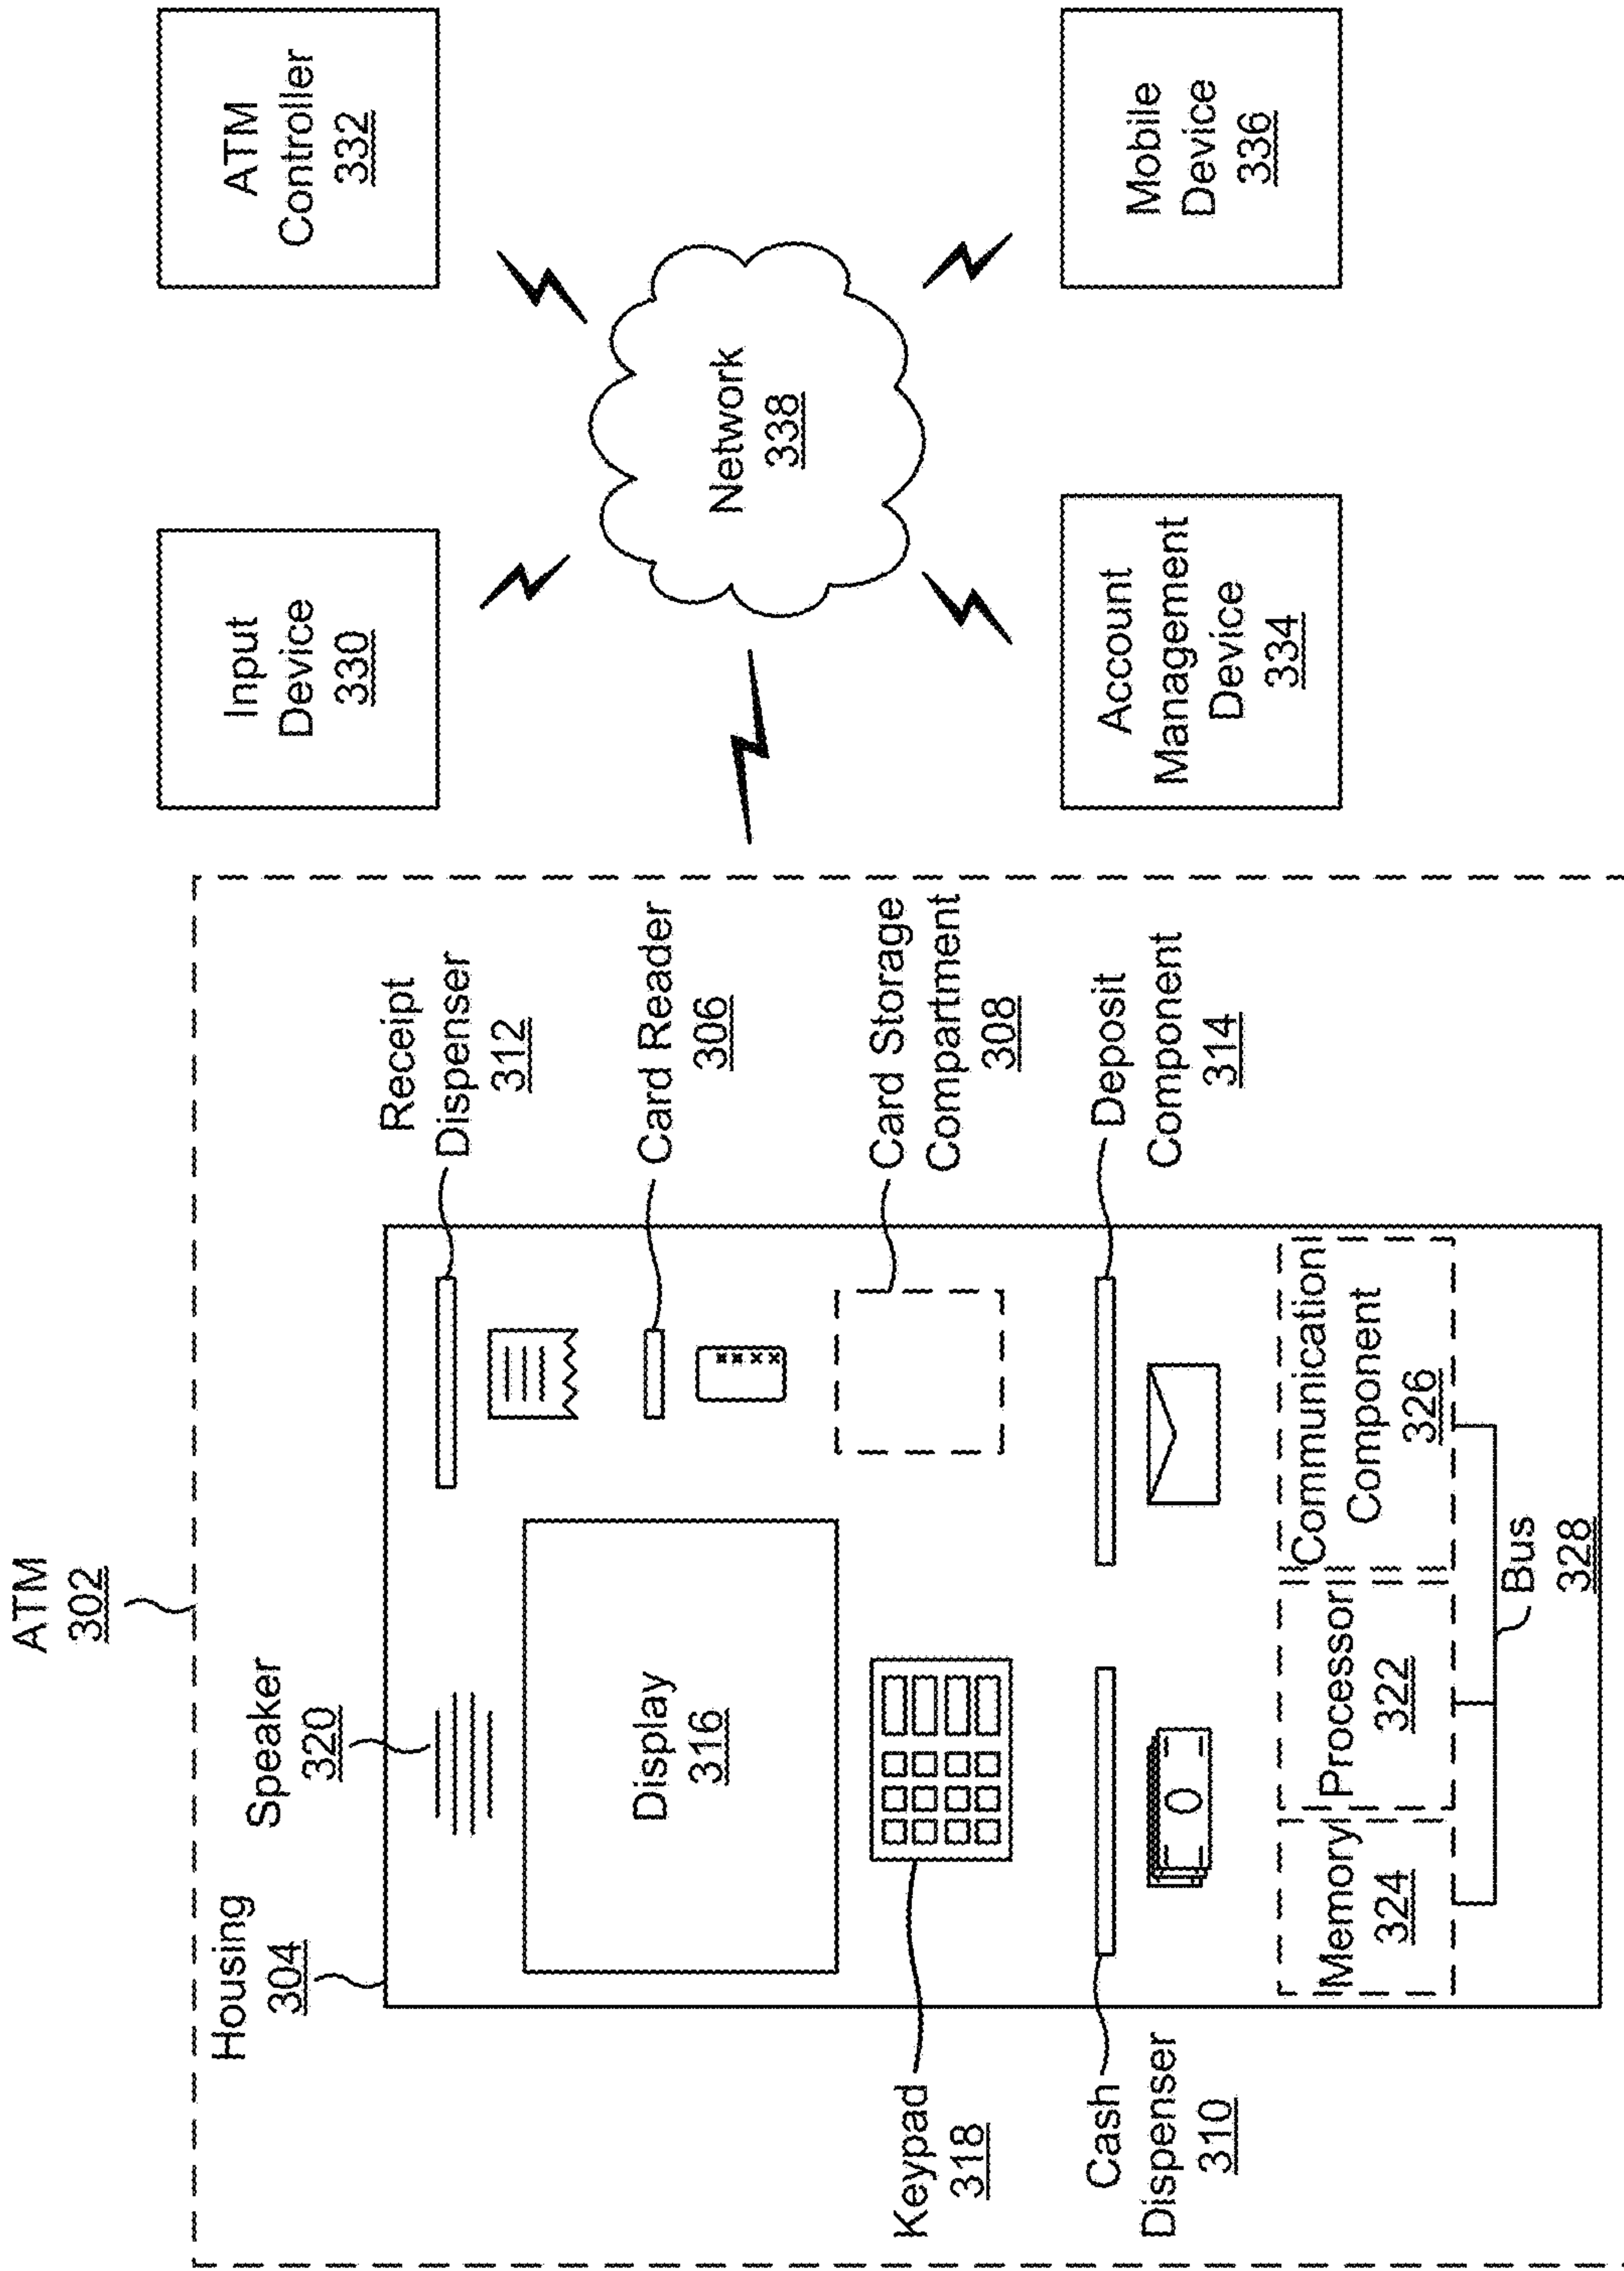 ATM
302
Housing
304
Speaker
320
Receipt
Dispenser
312
Card Reader
306
Display
316
Card Storage
Compartment
308
Keypad
318
Cash
Dispenser
310
Deposit
Component
314
Memory
324
Processor
322
Communication
Component
326
Bus
328
Input
Device
330
ATM
Controller
332
Network
338
Account
Management
Device
334
Mobile
Device
336